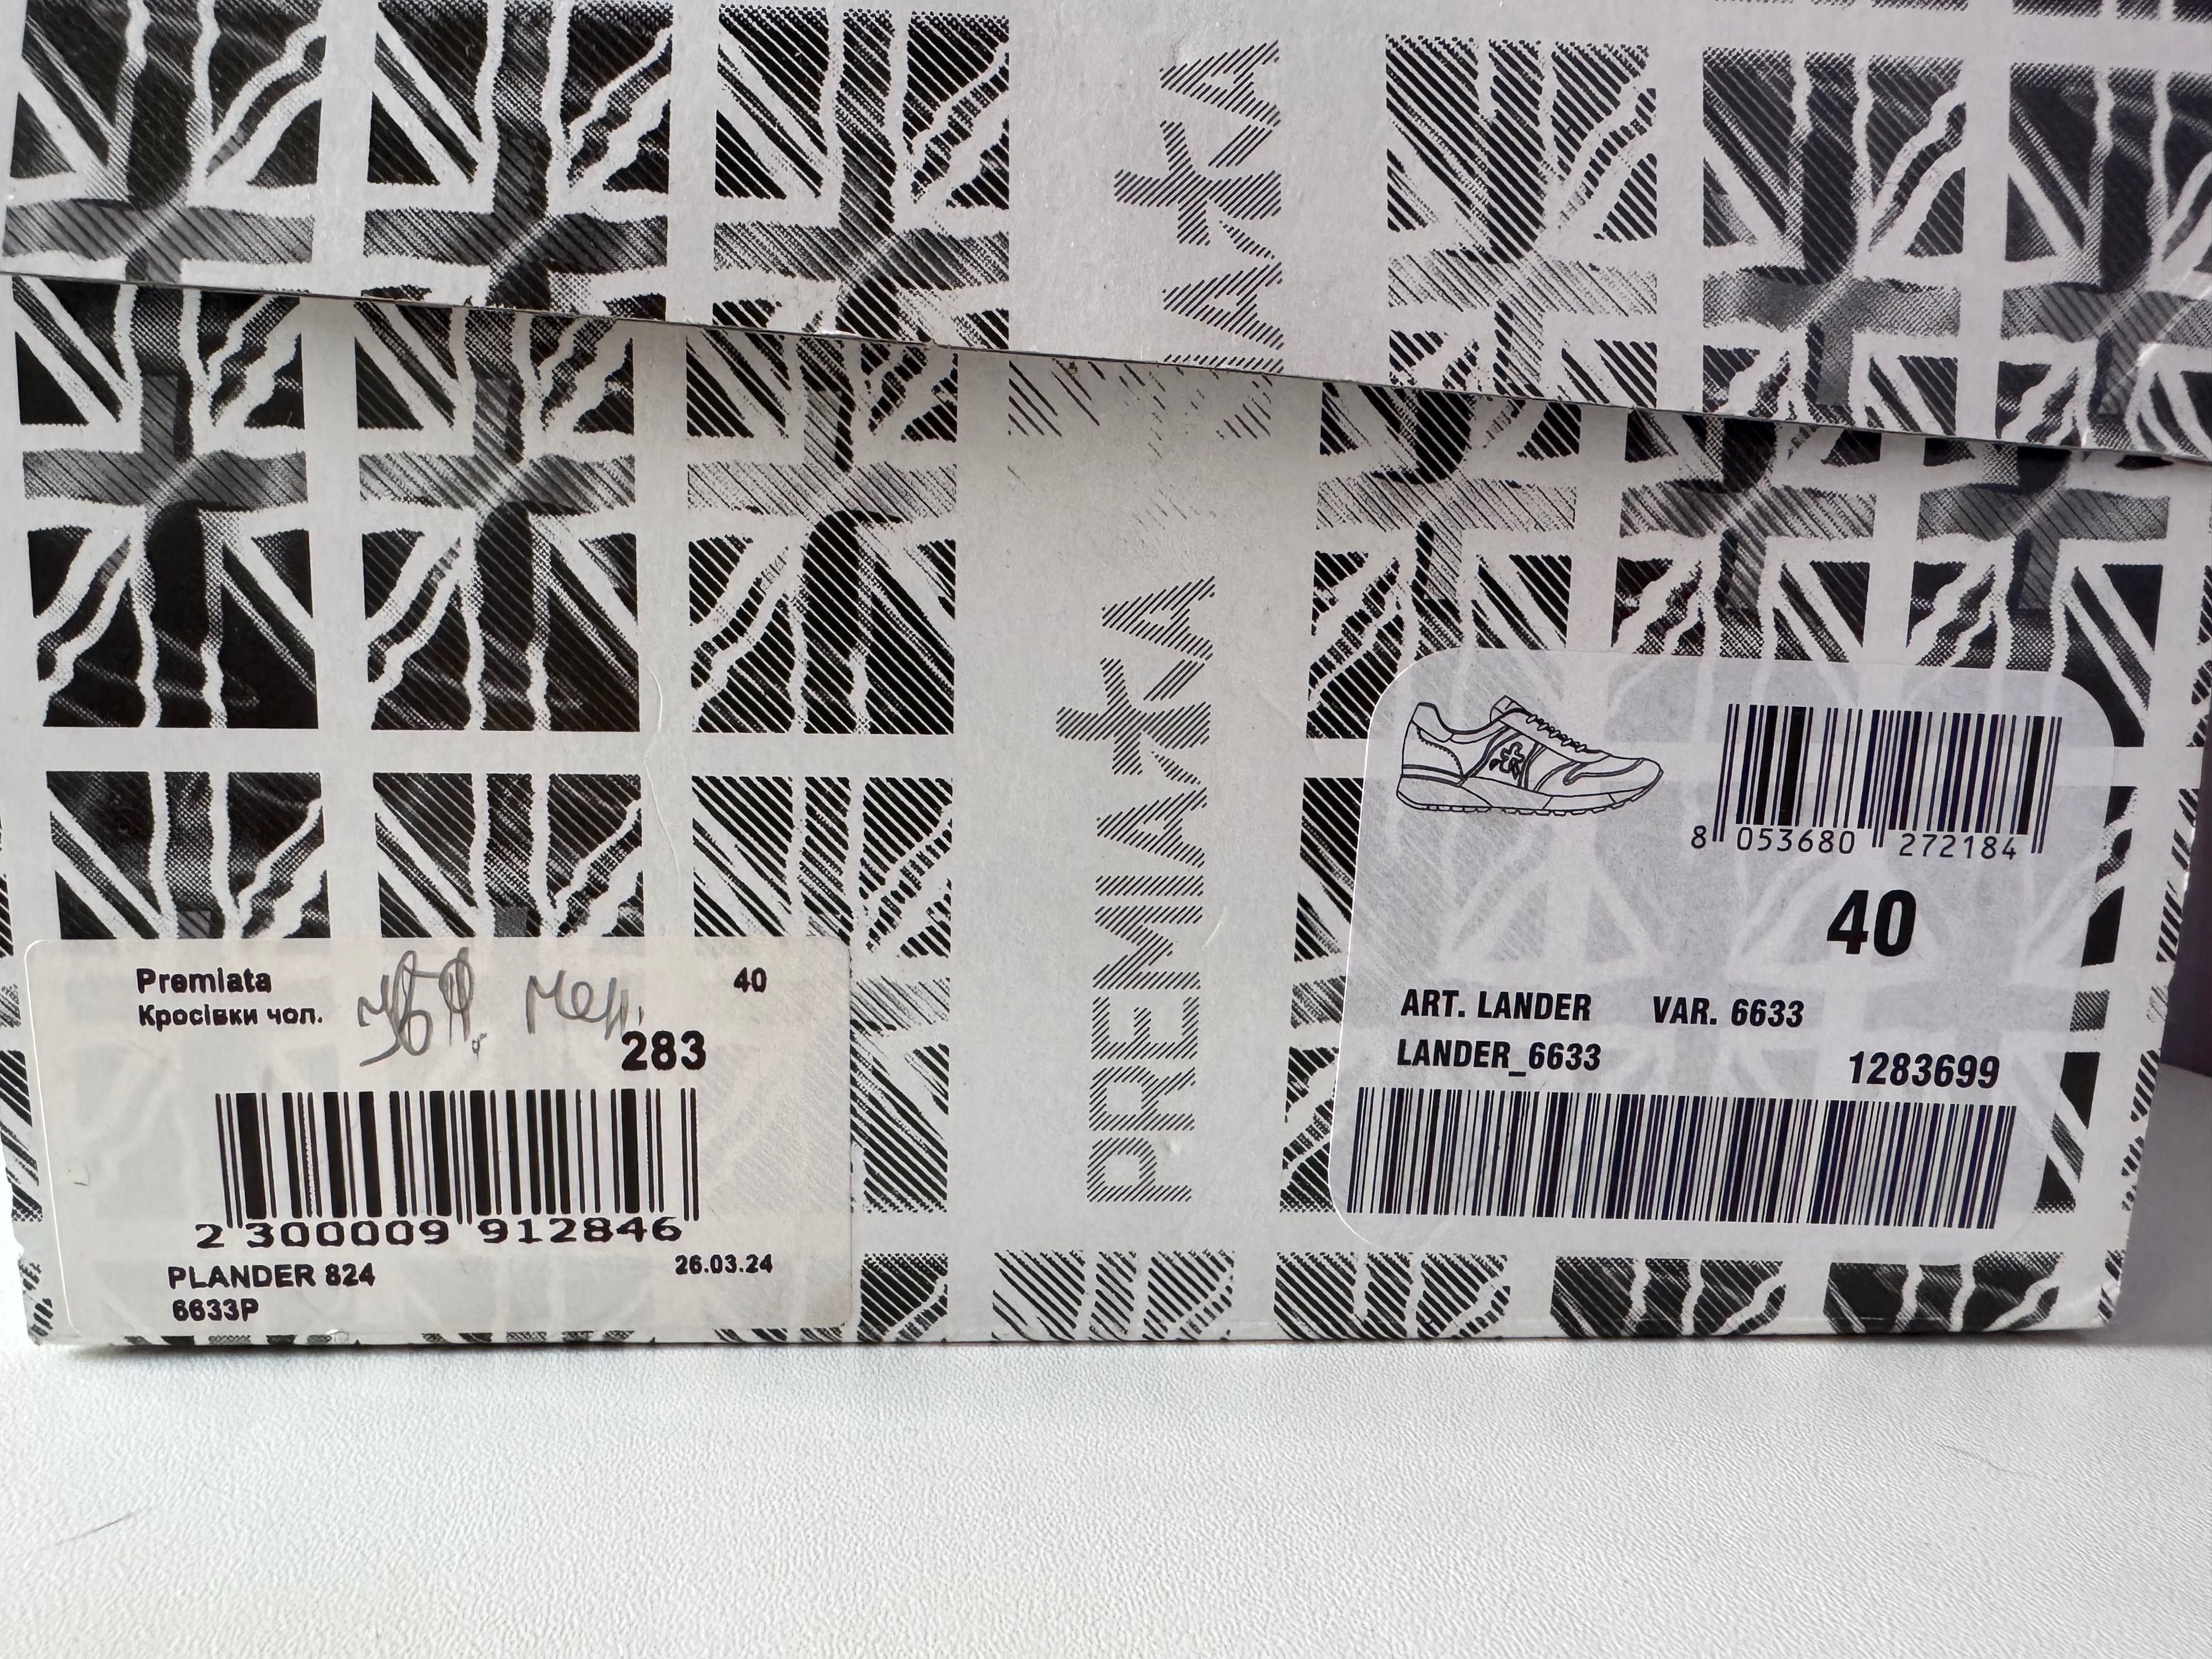 PREMIATA
Premiata
40
Кросівки чол.
283
2 300009 912846
PLANDER 824
26.03.24
6633P
8 053680 272184
40
ART. LANDER VAR. 6633
LANDER_6633
1283699